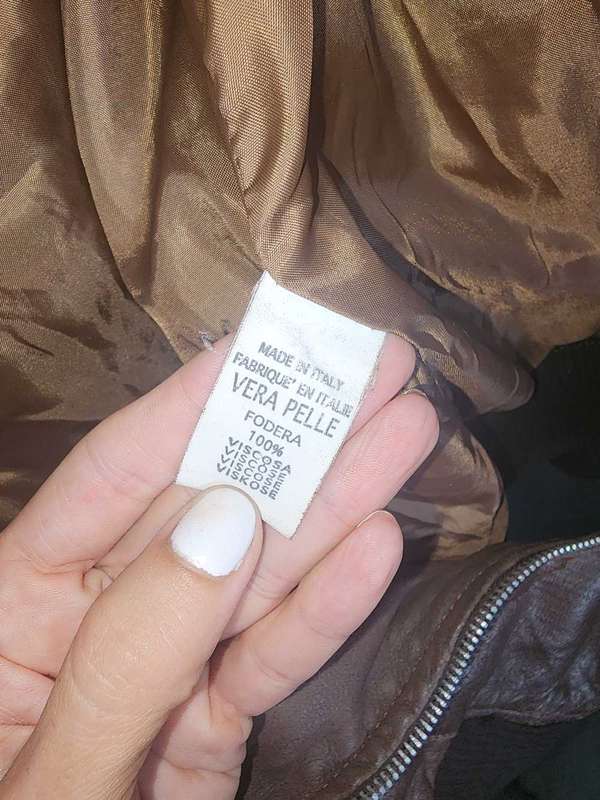 MADE IN ITALY
FABRIQUE' EN ITALIE
VERA PELLE
FODERA
100%
VISCOSA
VISCOSE
VISCOSE
VISKOSE